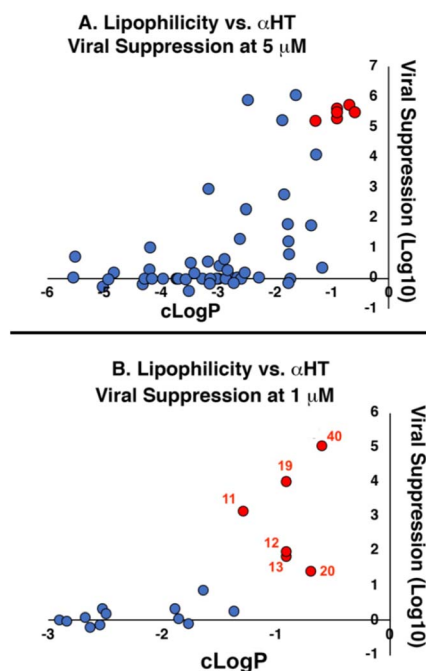 A. Lipophilicity vs. αHT
Viral Suppression at 5 μM
7
6
5
4
3
2
1
0
-1
Viral Suppression (Log10)
-6 -5 -4 -3 -2 -1 0
cLogP
B. Lipophilicity vs. αHT
Viral Suppression at 1 μM
6
5
4
3
2
1
0
-1
Viral Suppression (Log10)
40
19
11
12
13
20
-3 -2 -1 0
cLogP